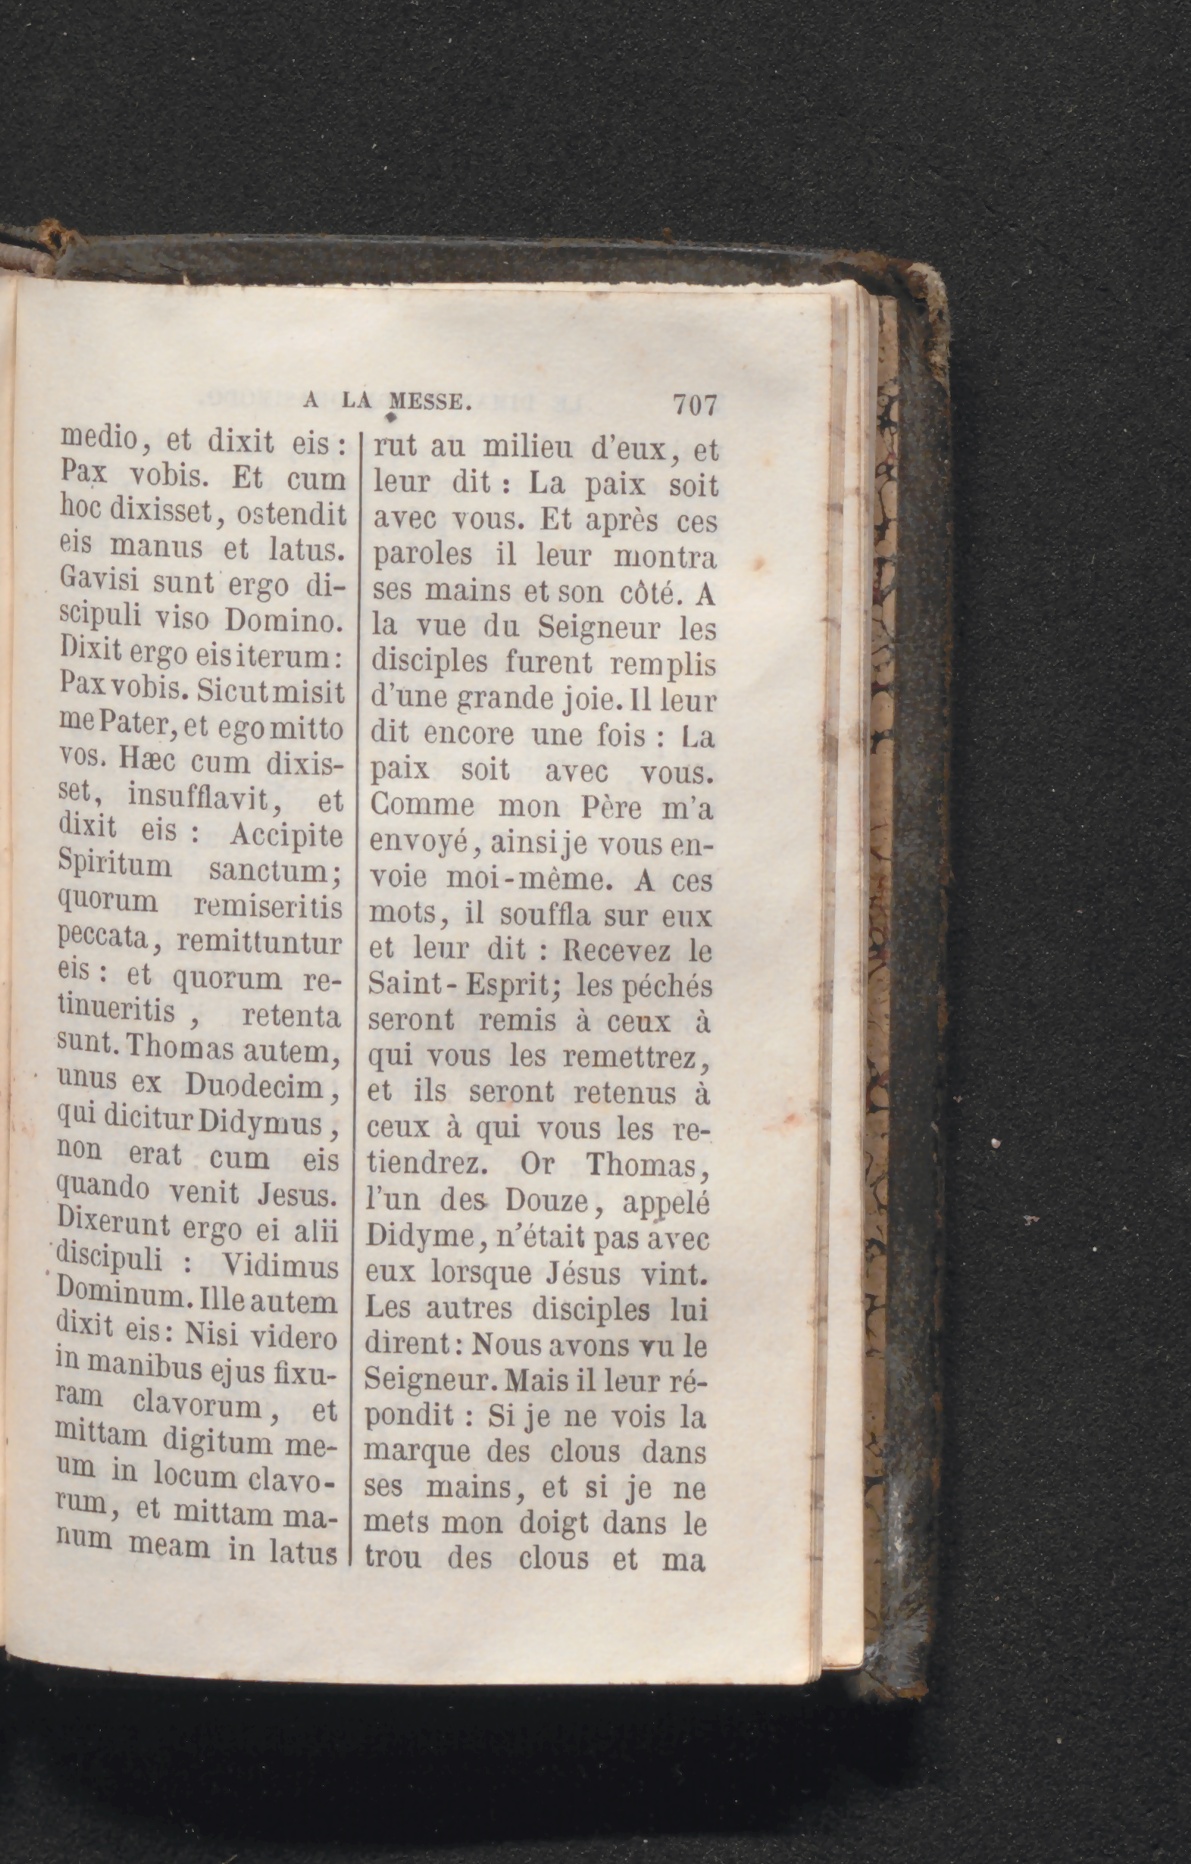 A LA MESSE. 707
medio, et dixit eis :
Pax vobis. Et cum
hoc dixisset, ostendit
eis manus et latus.
Gavisi sunt ergo di-
scipuli viso Domino.
Dixit ergo eis iterum :
Pax vobis. Sicut misit
me Pater, et ego mitto
vos. Hæc cum dixis-
set, insufflavit, et
dixit eis : Accipite
Spiritum sanctum;
quorum remiseritis
peccata, remittuntur
eis : et quorum re-
tinueritis , retenta
sunt. Thomas autem,
unus ex Duodecim ,
qui dicitur Didymus ,
non erat cum eis
quando venit Jesus.
Dixerunt ergo ei alii
discipuli : Vidimus
Dominum. Ille autem
dixit eis : Nisi videro
in manibus ejus fixu-
ram clavorum, et
mittam digitum me-
um in locum clavo-
rum, et mittam ma-
num meam in latus
rut au milieu d'eux, et
leur dit : La paix soit
avec vous. Et après ces
paroles il leur montra
ses mains et son côté. A
la vue du Seigneur les
disciples furent remplis
d'une grande joie. Il leur
dit encore une fois : La
paix soit avec vous.
Comme mon Père m'a
envoyé, ainsi je vous en-
voie moi-mème. A ces
mots, il souffla sur eux
et leur dit : Recevez le
Saint-Esprit; les péchés
seront remis à ceux à
qui vous les remettrez,
et ils seront retenus à
ceux à qui vous les re-
tiendrez. Or Thomas,
l'un des Douze, appelé
Didyme, n'était pas avec
eux lorsque Jésus vint.
Les autres disciples lui
dirent : Nous avons vu le
Seigneur. Mais il leur ré-
pondit : Si je ne vois la
marque des clous dans
ses mains, et si je ne
mets mon doigt dans le
trou des clous et ma